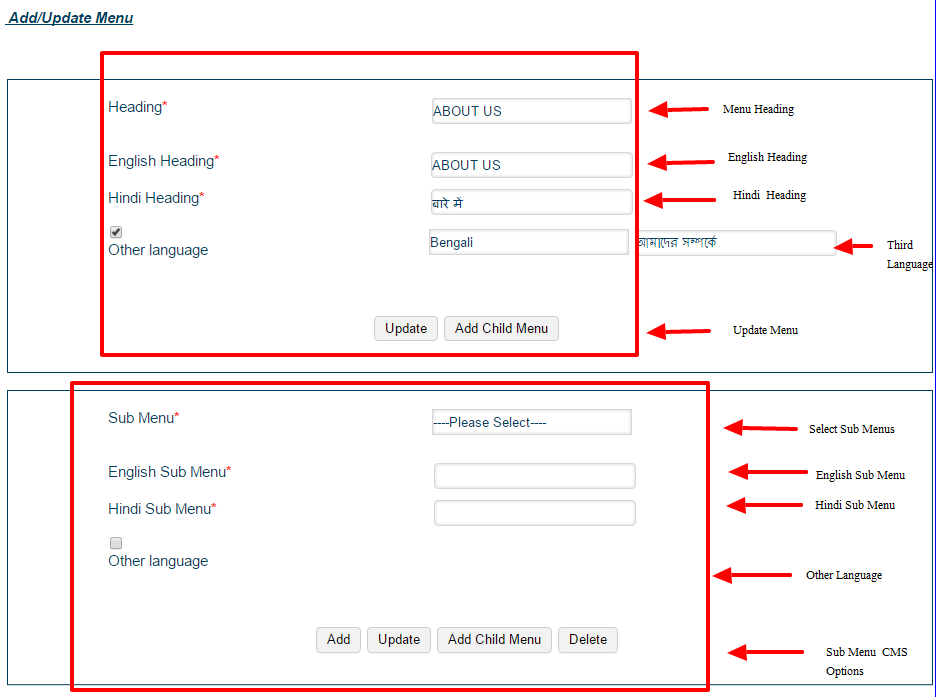 Add/Update Menu
Heading* ABOUT US Menu Heading
English Heading* ABOUT US English Heading
Hindi Heading* बारे में Hindi Heading
Other language Bengali আমাদের সম্পর্কে Third
Language
Update Add Child Menu Update Menu
Sub Menu* ----Please Select---- Select Sub Menus
English Sub Menu* English Sub Menu
Hindi Sub Menu* Hindi Sub Menu
Other language Other Language
Add Update Add Child Menu Delete Sub Menu CMS
Options